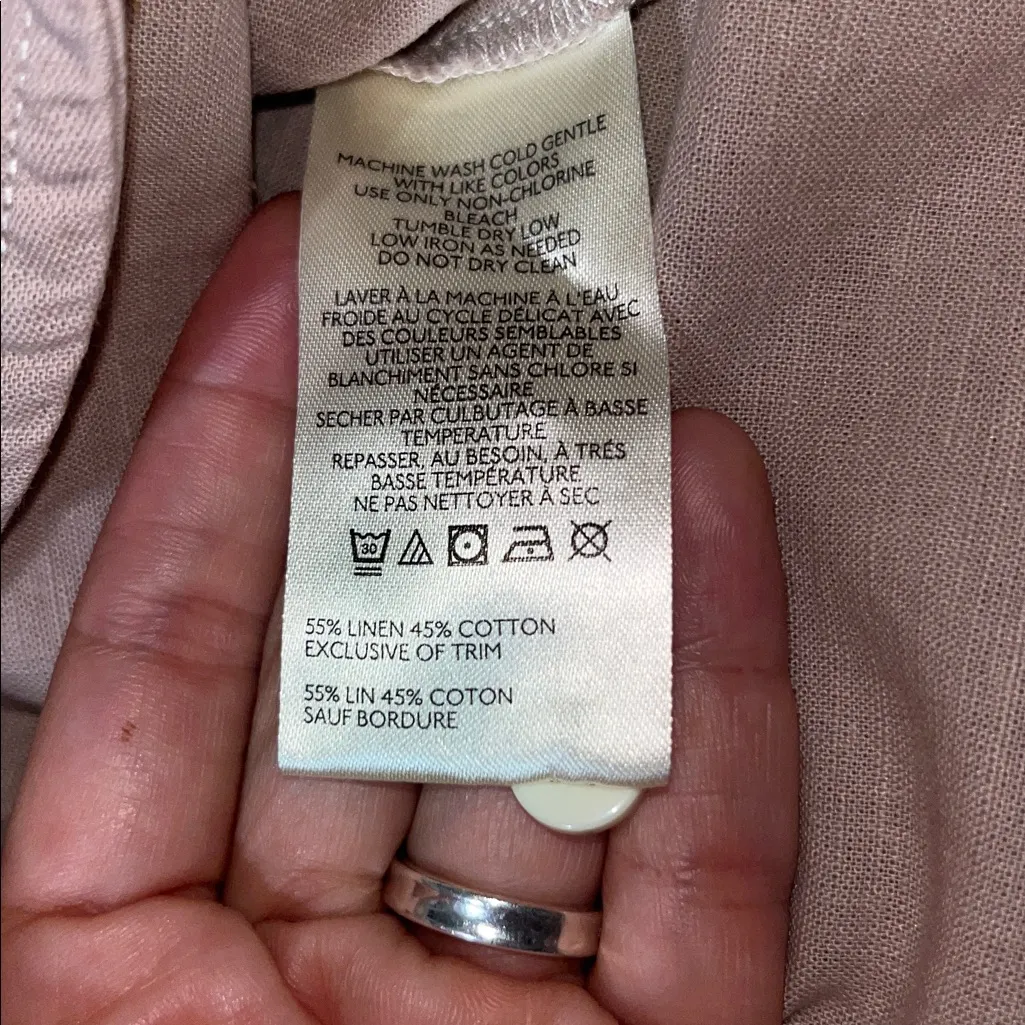 MACHINE WASH COLD GENTLE
WITH LIKE COLORS
USE ONLY NON-CHLORINE
BLEACH
TUMBLE DRY LOW
LOW IRON AS NEEDED
DO NOT DRY CLEAN
LAVER À LA MACHINE À L'EAU
FROIDE AU CYCLE DÉLICAT AVEC
DES COULEURS SEMBLABLES
UTILISER UN AGENT DE
BLANCHIMENT SANS CHLORE SI
NÉCESSAIRE
SECHER PAR CULBUTAGE À BASSE
TEMPERATURE
REPASSER, AU BESOIN, À TRÉS
BASSE TEMPÉRATURE
NE PAS NETTOYER À SEC
30
55% LINEN 45% COTTON
EXCLUSIVE OF TRIM
55% LIN 45% COTON
SAUF BORDURE